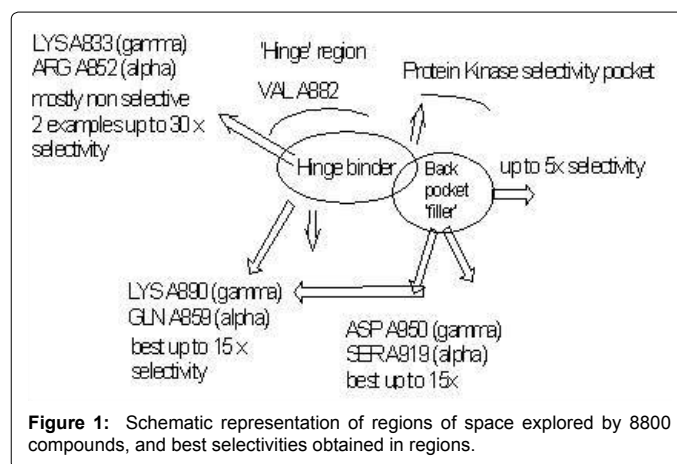 LYS A833 (gamma)
ARG A852 (alpha)
mostly non selective
2 examples up to 30 x
selectivity
'Hinge' region
VAL A882
Protein Kinase selectivity pocket
Hinge binder
Back
pocket
'filler'
up to 5x selectivity
LYS A890 (gamma)
GLN A859 (alpha)
best up to 15 x
selectivity
ASP A950 (gamma)
SER A919 (alpha)
best up to 15x
Figure 1: Schematic representation of regions of space explored by 8800
compounds, and best selectivities obtained in regions.